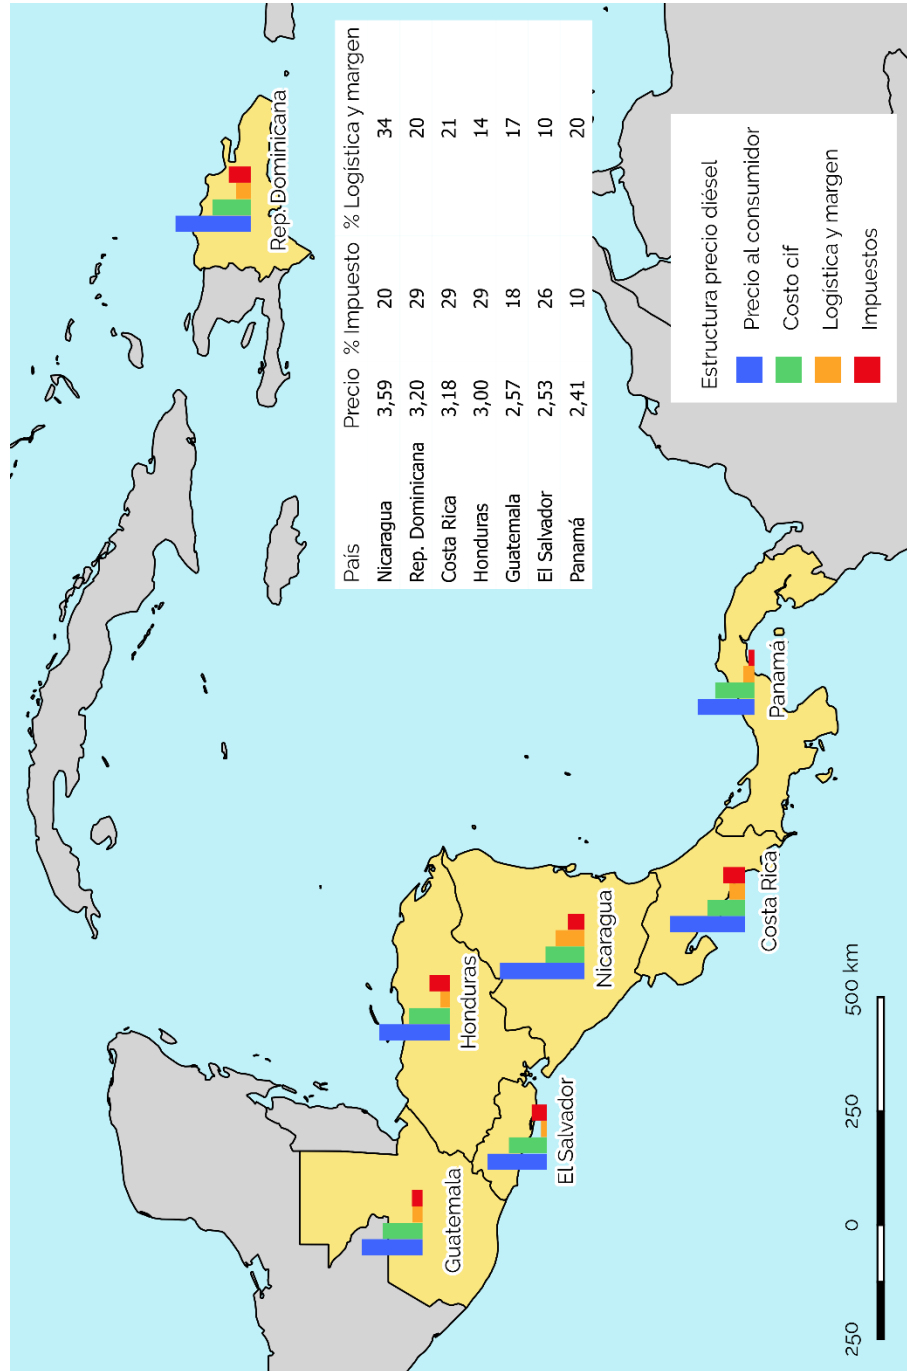 Rep. Dominicana
País Precio % Impuesto % Logística y margen
Nicaragua 3,59 20 34
Rep. Dominicana 3,20 29 20
Costa Rica 3,18 29 21
Honduras 3,00 29 14
Guatemala 2,57 18 17
El Salvador 2,53 26 10
Panamá 2,41 10 20
Guatemala
Honduras
El Salvador
Nicaragua
Costa Rica
Panamá
Estructura precio diésel
Precio al consumidor
Costo cif
Logística y margen
Impuestos
250 0 250 500 km